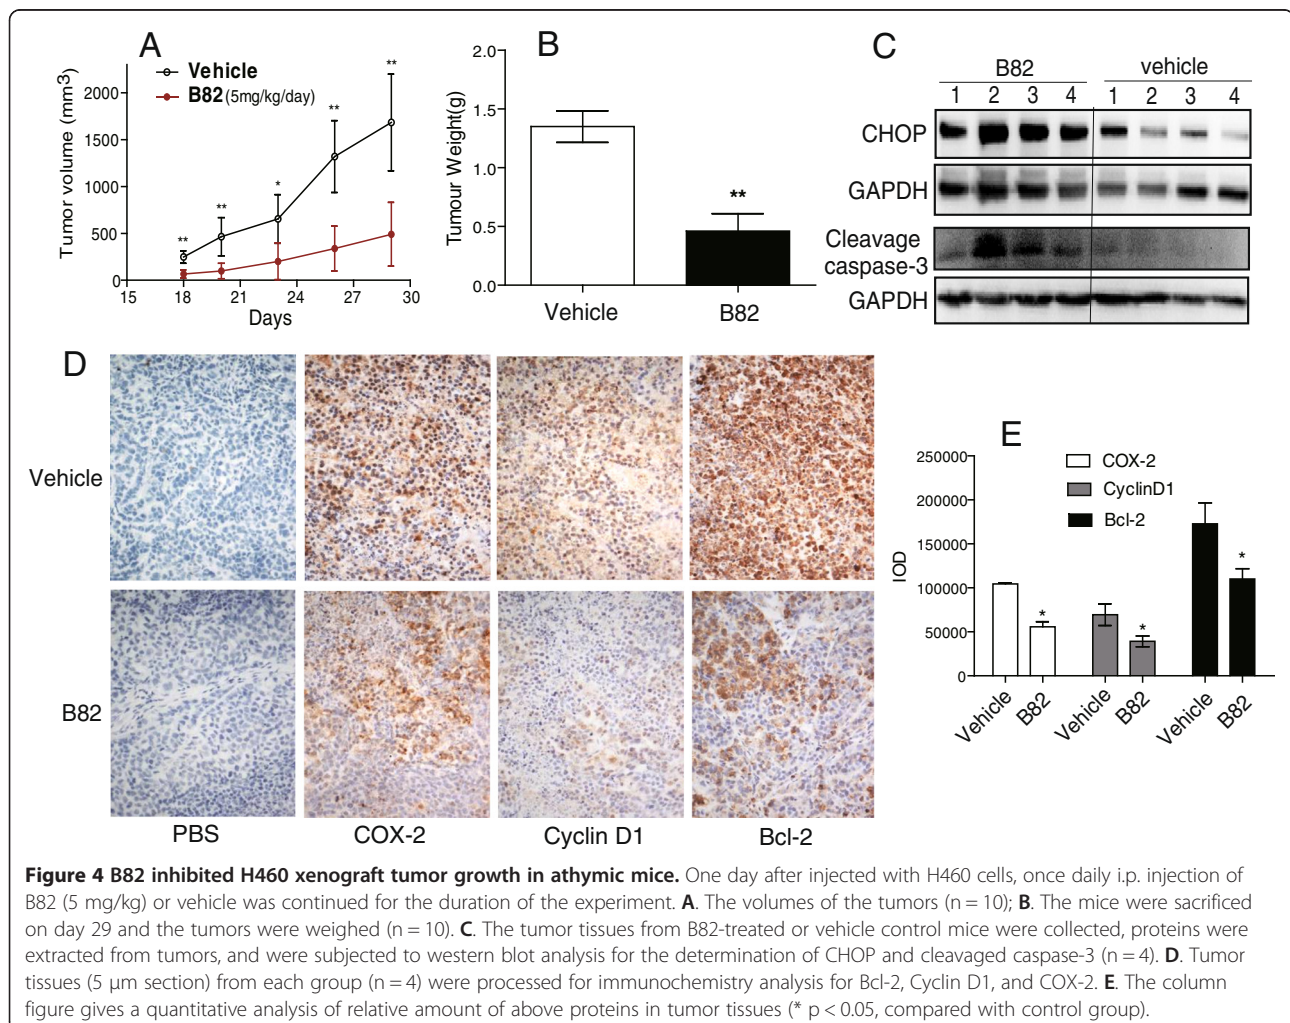 A
Vehicle
B82 (5mg/kg/day)
Tumor volume (mm3)
2000
1500
1000
500
0
** ** * ** **
15 18 21 24 27 30
Days
B
Tumour Weight(g)
2.0
1.5
1.0
0.5
0.0
**
Vehicle B82
C
B82 vehicle
1 2 3 4 1 2 3 4
CHOP
GAPDH
Cleavage
caspase-3
GAPDH
D
Vehicle
B82
PBS COX-2 Cyclin D1 Bcl-2
E
COX-2
CyclinD1
Bcl-2
IOD
250000
200000
150000
100000
50000
0
* * *
Vehicle B82 Vehicle B82 Vehicle B82
Figure 4 B82 inhibited H460 xenograft tumor growth in athymic mice. One day after injected with H460 cells, once daily i.p. injection of
B82 (5 mg/kg) or vehicle was continued for the duration of the experiment. A. The volumes of the tumors (n = 10); B. The mice were sacrificed
on day 29 and the tumors were weighed (n = 10). C. The tumor tissues from B82-treated or vehicle control mice were collected, proteins were
extracted from tumors, and were subjected to western blot analysis for the determination of CHOP and cleavaged caspase-3 (n = 4). D. Tumor
tissues (5 μm section) from each group (n = 4) were processed for immunochemistry analysis for Bcl-2, Cyclin D1, and COX-2. E. The column
figure gives a quantitative analysis of relative amount of above proteins in tumor tissues (* p < 0.05, compared with control group).